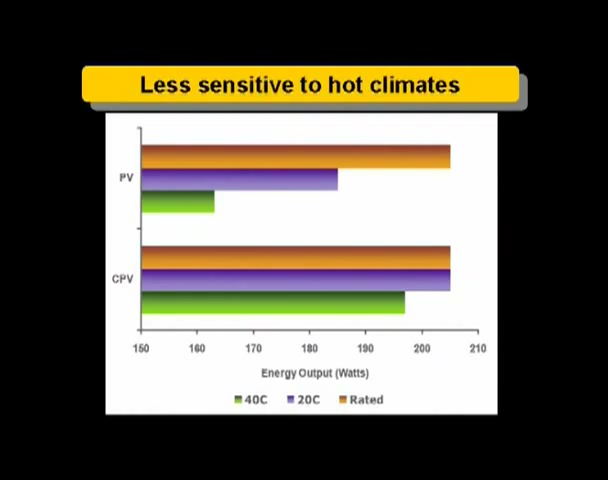 Less sensitive to hot climates
PV
CPV
150 160 170 180 190 200 210
Energy Output (Watts)
40C 20C Rated